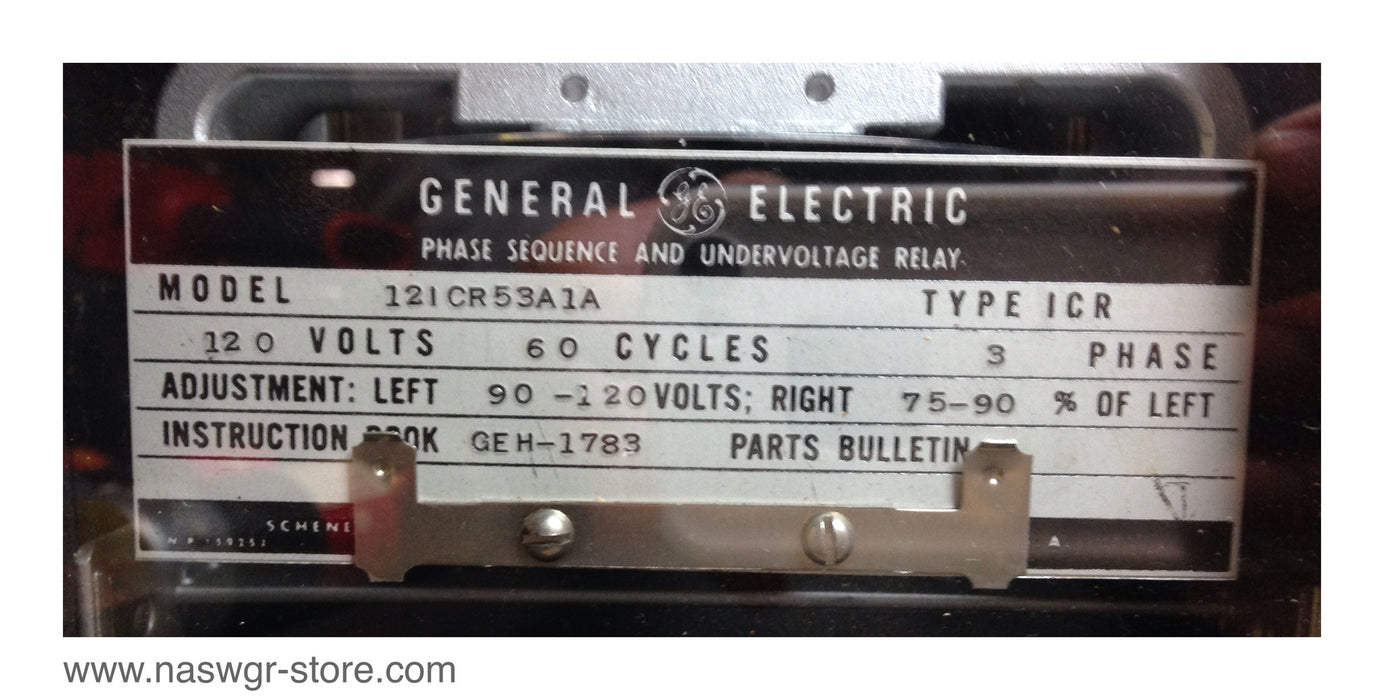 GENERAL GE ELECTRIC
PHASE SEQUENCE AND UNDERVOLTAGE RELAY
MODEL 12ICR53A1A TYPE ICR
120 VOLTS 60 CYCLES 3 PHASE
ADJUSTMENT: LEFT 90-120 VOLTS; RIGHT 75-90 % OF LEFT
INSTRUCTION BOOK GEH-1783 PARTS BULLETIN
SCHENE
A
www.naswgr-store.com